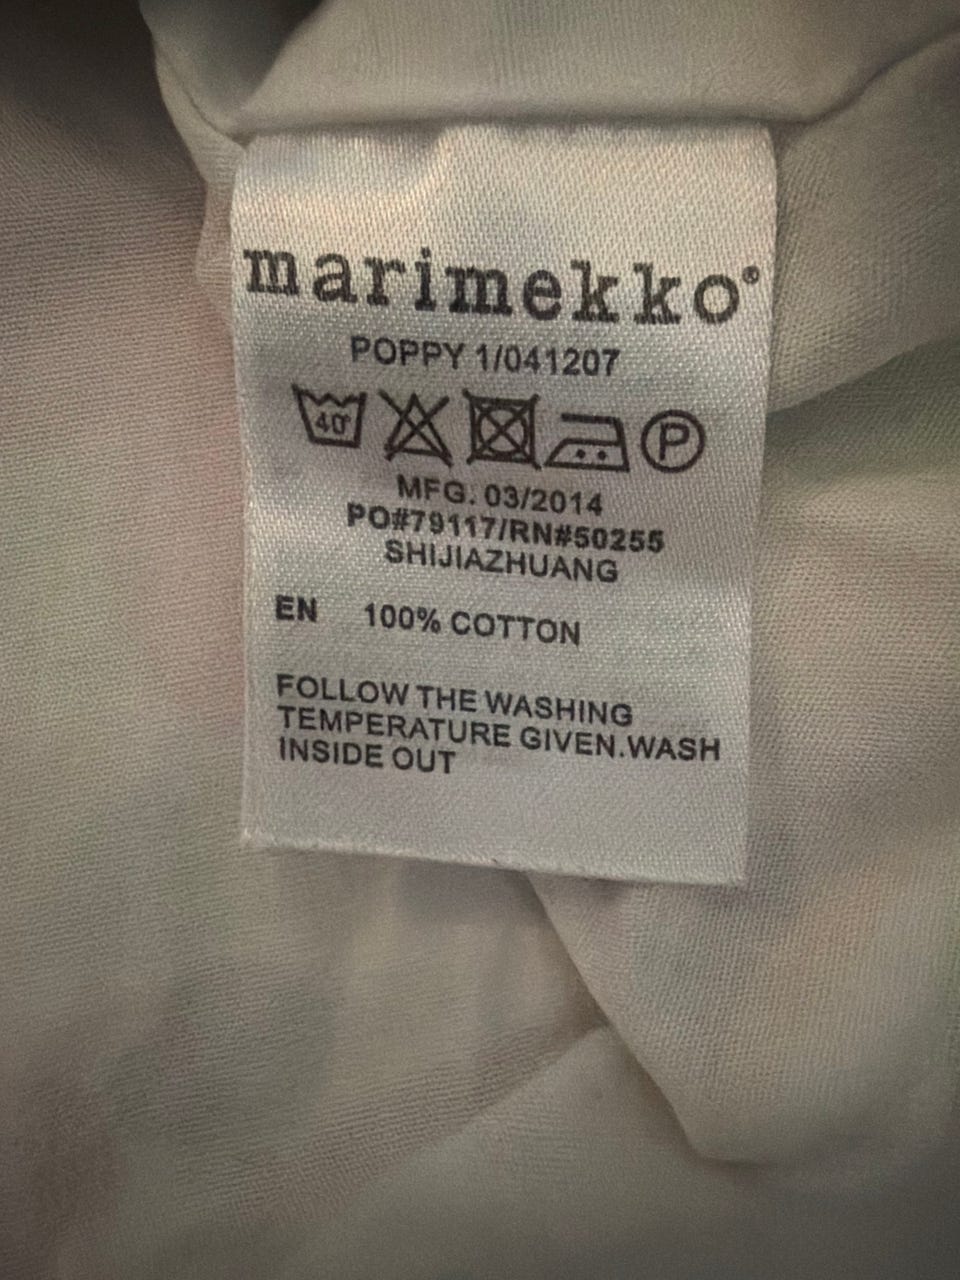 marimekko®
POPPY 1/041207
40° P
MFG. 03/2014
PO#79117/RN#50255
SHIJIAZHUANG
EN 100% COTTON
FOLLOW THE WASHING
TEMPERATURE GIVEN.WASH
INSIDE OUT